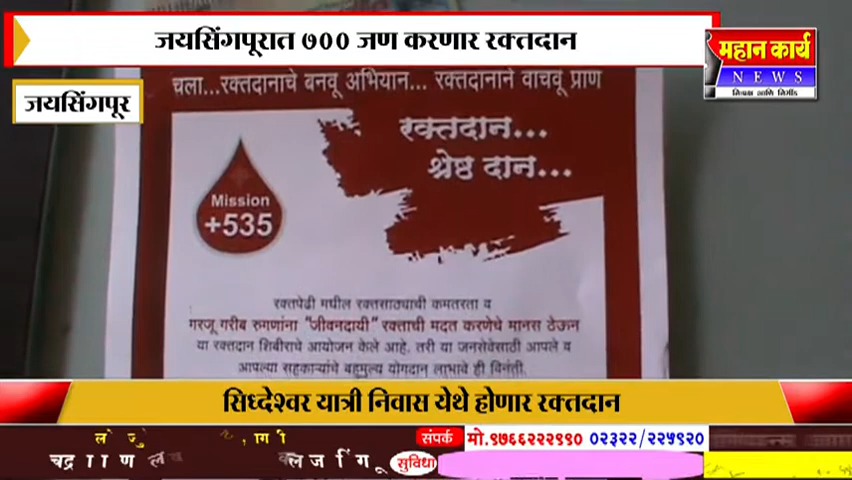 जयसिंगपूरात ७०० जण करणार रक्तदान
महान कार्य
NEWS
निःपक्ष आणि निर्भीड
जयसिंगपूर
चला...रक्तदानाचे बनवू अभियान... रक्तदानाने वाचवू प्राण
रक्तदान...
श्रेष्ठ दान...
Mission
+535
रक्तपेढी मधील रक्तसाठ्याची कमतरता व
गरजू गरीब रुग्णांना "जीवनदायी" रक्ताची मदत करणेचे मानस ठेऊन
या रक्तदान शिबीराचे आयोजन केले आहे. तरी या जनसेवेसाठी आपले व
आपल्या सहकाऱ्यांचे बहुमुल्य योगदान लाभावे ही विनंती.
सिध्देश्वर यात्री निवास येथे होणार रक्तदान
संपर्क मो.९७६६२२२९९० ०२३२२/२२५९२०
सुविधा